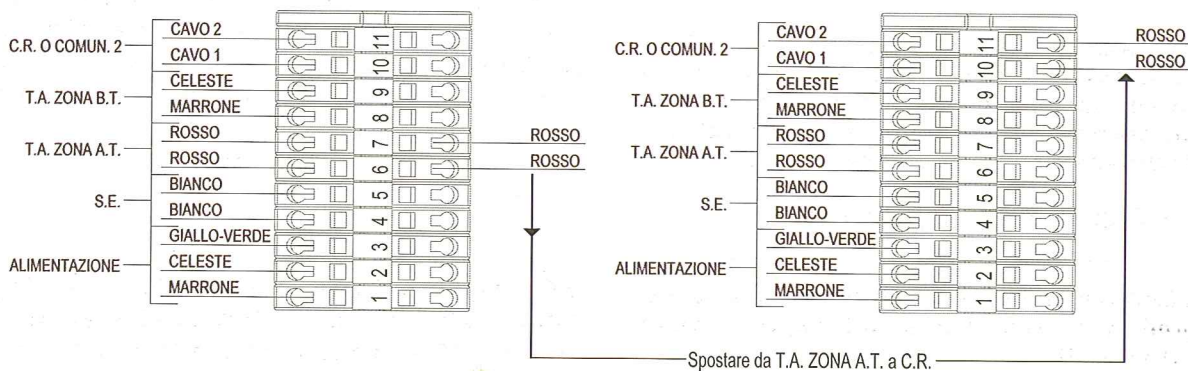 C.R. O COMUN. 2
T.A. ZONA B.T.
T.A. ZONA A.T.
S.E.
ALIMENTAZIONE
CAVO 2
CAVO 1
CELESTE
MARRONE
ROSSO
ROSSO
BIANCO
BIANCO
GIALLO-VERDE
CELESTE
MARRONE
11
10
9
8
7
6
5
4
3
2
1
ROSSO
ROSSO
C.R. O COMUN. 2
T.A. ZONA B.T.
T.A. ZONA A.T.
S.E.
ALIMENTAZIONE
CAVO 2
CAVO 1
CELESTE
MARRONE
ROSSO
ROSSO
BIANCO
BIANCO
GIALLO-VERDE
CELESTE
MARRONE
11
10
9
8
7
6
5
4
3
2
1
ROSSO
ROSSO
Spostare da T.A. ZONA A.T. a C.R.